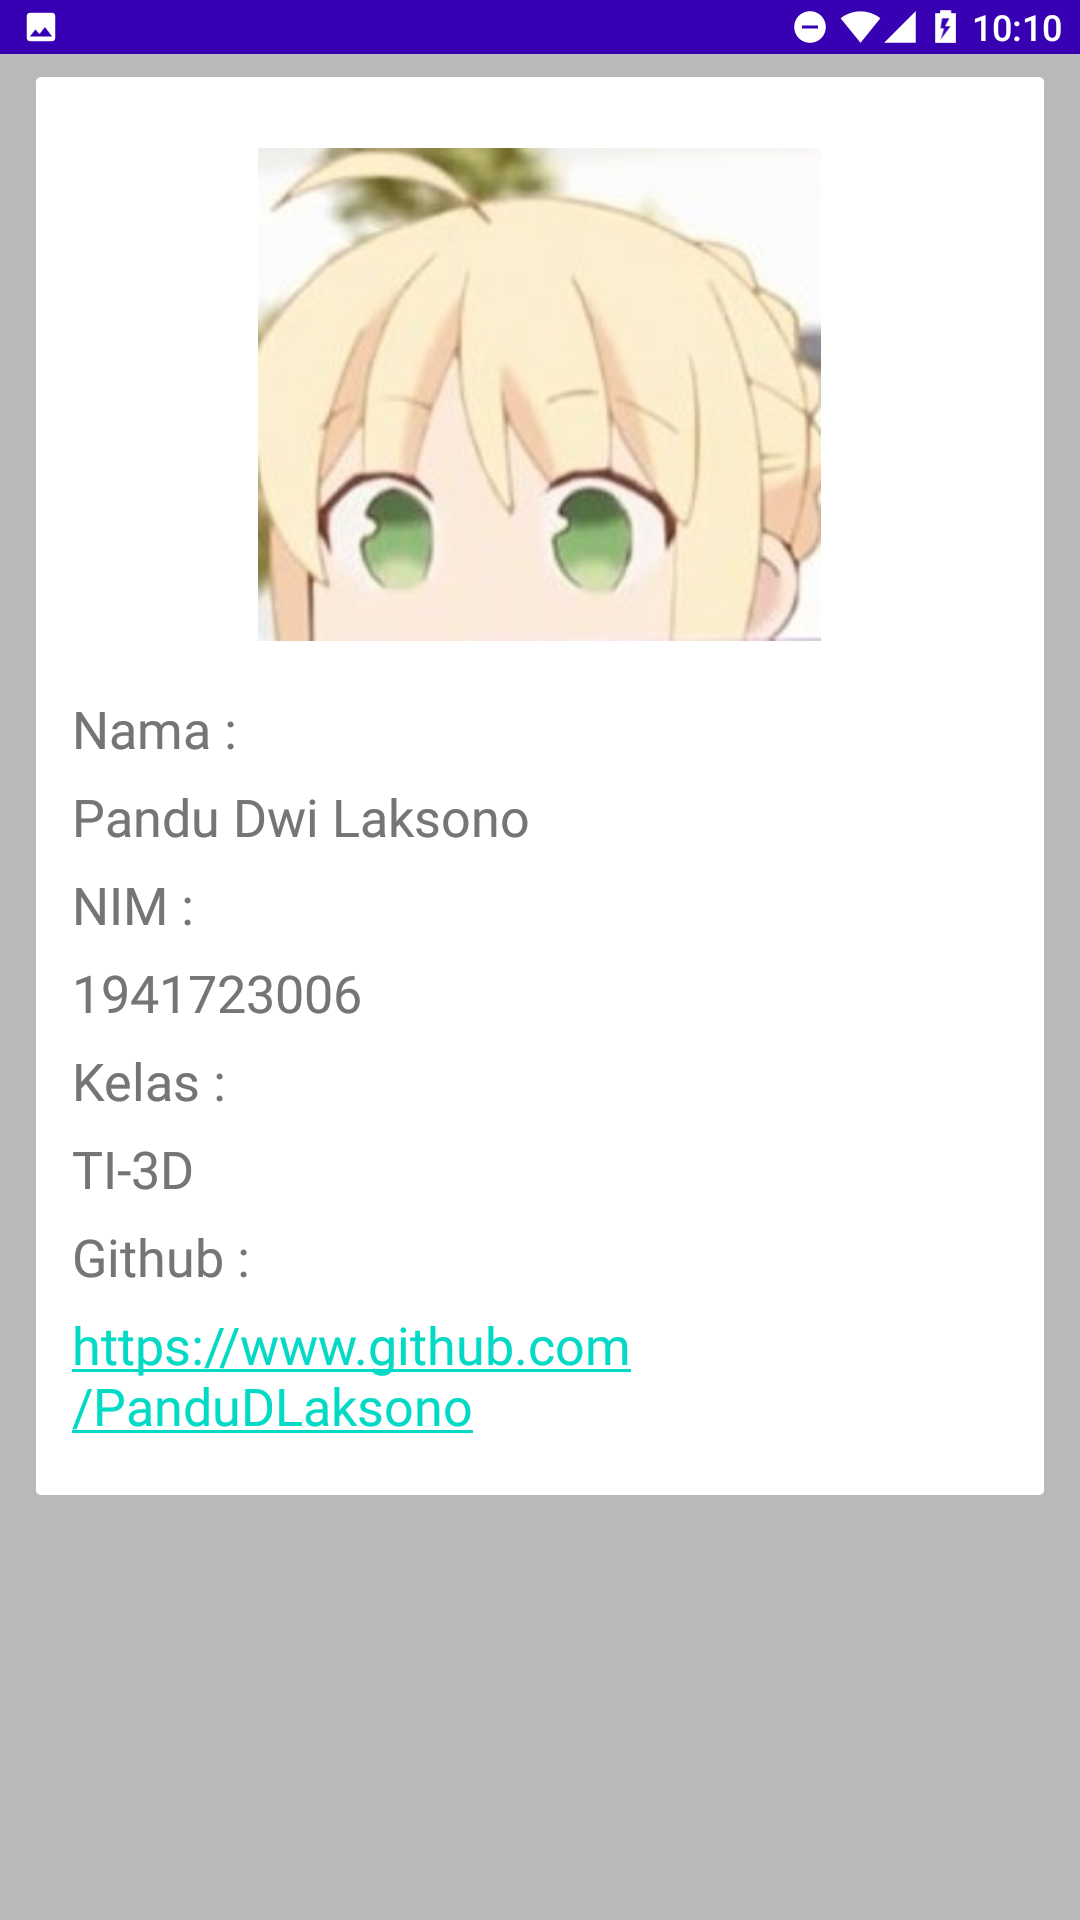 10:10
Nama :
Pandu Dwi Laksono
NIM :
1941723006
Kelas :
TI-3D
Github :
https://www.github.com
/PanduDLaksono